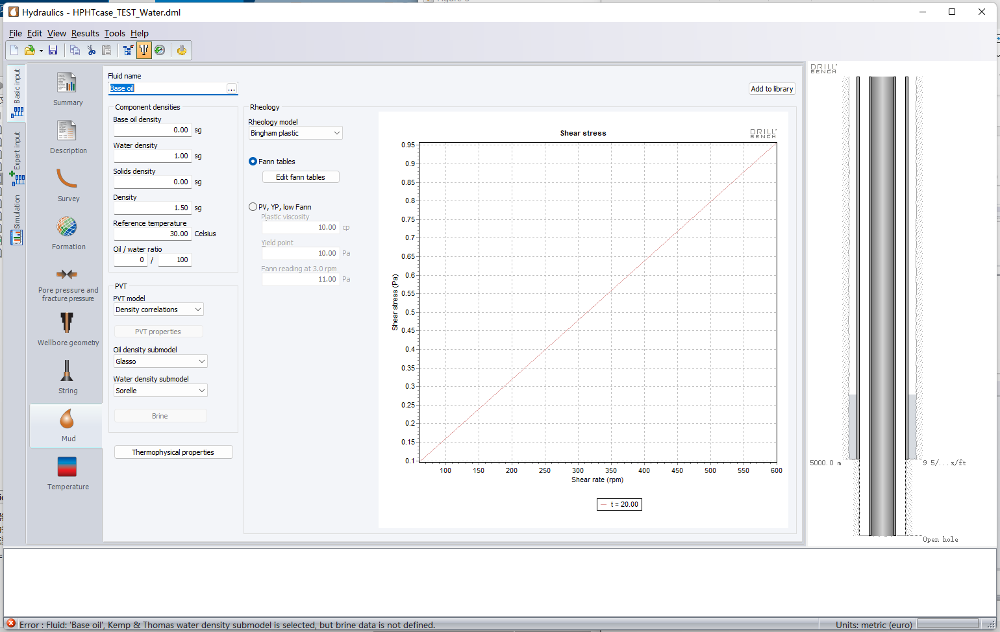 Hydraulics - HPHTcase_TEST_Water.dml
File Edit View Results Tools Help
Basic input
Expert input
Simulation
Summary
Description
Survey
Formation
Pore pressure and
fracture pressure
Wellbore geometry
String
Mud
Temperature
Fluid name
Base oil
...
Add to library
Component densities
Base oil density
0.00 sg
Water density
1.00 sg
Solids density
0.00 sg
Density
1.50 sg
Reference temperature
30.00 Celsius
Oil / water ratio
0 / 100
PVT
PVT model
Density correlations
PVT properties
Oil density submodel
Glasso
Water density submodel
Sorelle
Brine
Thermophysical properties
Rheology
Rheology model
Bingham plastic
Fann tables
Edit fann tables
PV, YP, low Fann
Plastic viscosity
10.00 cp
Yield point
10.00 Pa
Fann reading at 3.0 rpm
11.00 Pa
Shear stress
DRILL
BENCH
0.95
0.9
0.85
0.8
0.75
0.7
0.65
0.6
0.55
0.5
0.45
0.4
0.35
0.3
0.25
0.2
0.15
0.1
Shear stress (Pa)
100 150 200 250 300 350 400 450 500 550 600
Shear rate (rpm)
t = 20.00
DRILL
BENCH
5000.0 m
9 5/...s/ft
Open hole
Error : Fluid: 'Base oil', Kemp & Thomas water density submodel is selected, but brine data is not defined.
Units: metric (euro)